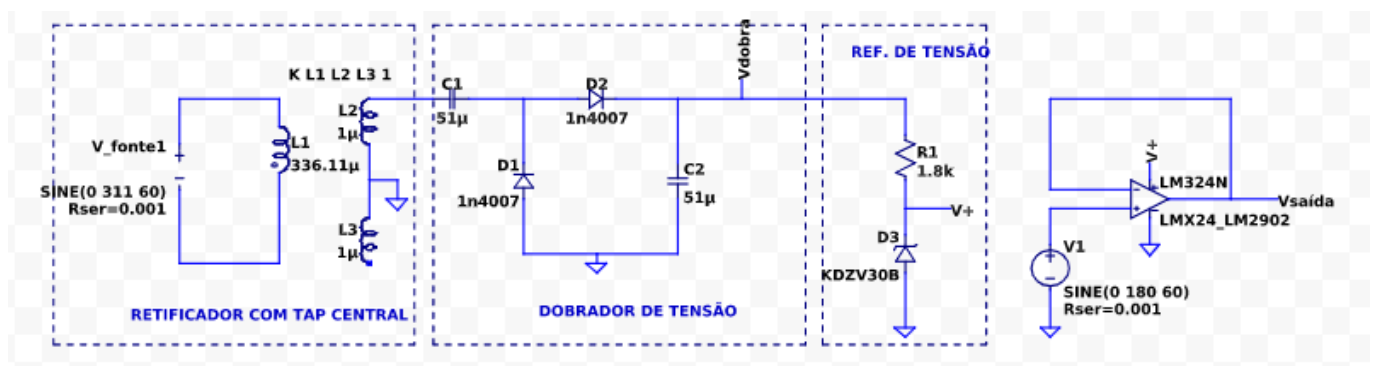 K L1 L2 L3 1
V_fonte1
+
–
SINE(0 311 60)
Rser=0.001
L1
336.11µ
L2
1µ
L3
1µ
RETIFICADOR COM TAP CENTRAL
C1
51µ
D2
1n4007
D1
1n4007
C2
51µ
Vdobra
DOBRADOR DE TENSÃO
REF. DE TENSÃO
R1
1.8k
V+
D3
KDZV30B
V+
LM324N
LMX24_LM2902
Vsaída
V1
SINE(0 180 60)
Rser=0.001